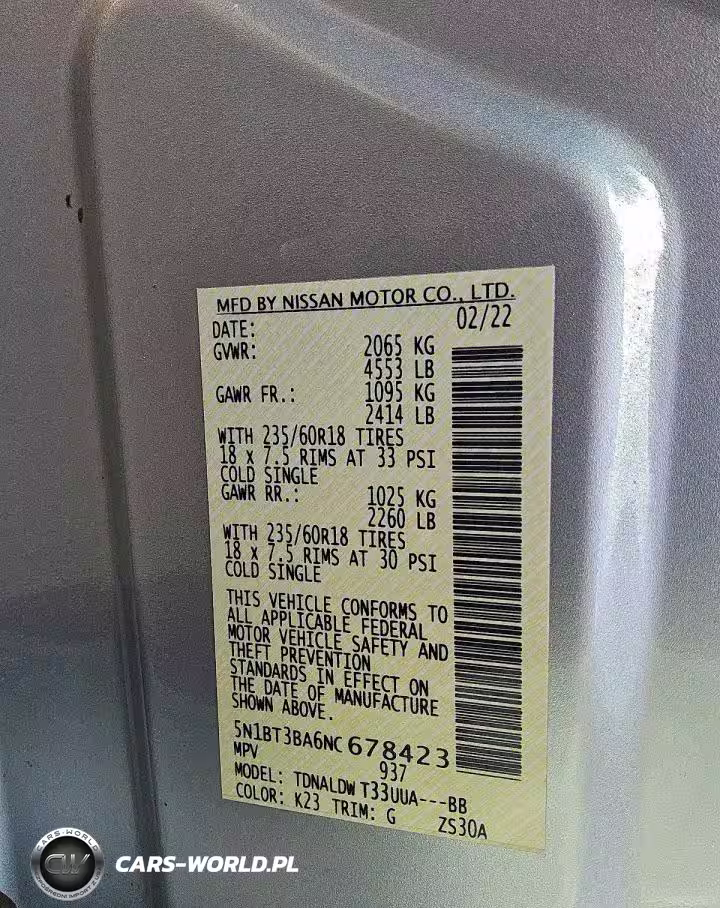 MFD BY NISSAN MOTOR CO., LTD.
DATE: 02/22
GVWR: 2065 KG
4553 LB
GAWR FR.: 1095 KG
2414 LB
WITH 235/60R18 TIRES
18 x 7.5 RIMS AT 33 PSI
COLD SINGLE
GAWR RR.: 1025 KG
2260 LB
WITH 235/60R18 TIRES
18 x 7.5 RIMS AT 30 PSI
COLD SINGLE
THIS VEHICLE CONFORMS TO
ALL APPLICABLE FEDERAL
MOTOR VEHICLE SAFETY AND
THEFT PREVENTION
STANDARDS IN EFFECT ON
THE DATE OF MANUFACTURE
SHOWN ABOVE.
5N1BT3BA6NC678423
MPV 937
MODEL: TDNALDW T33UUA---BB
COLOR: K23 TRIM: G ZS30A
CARS-WORLD
CW
CARS-WORLD.PL